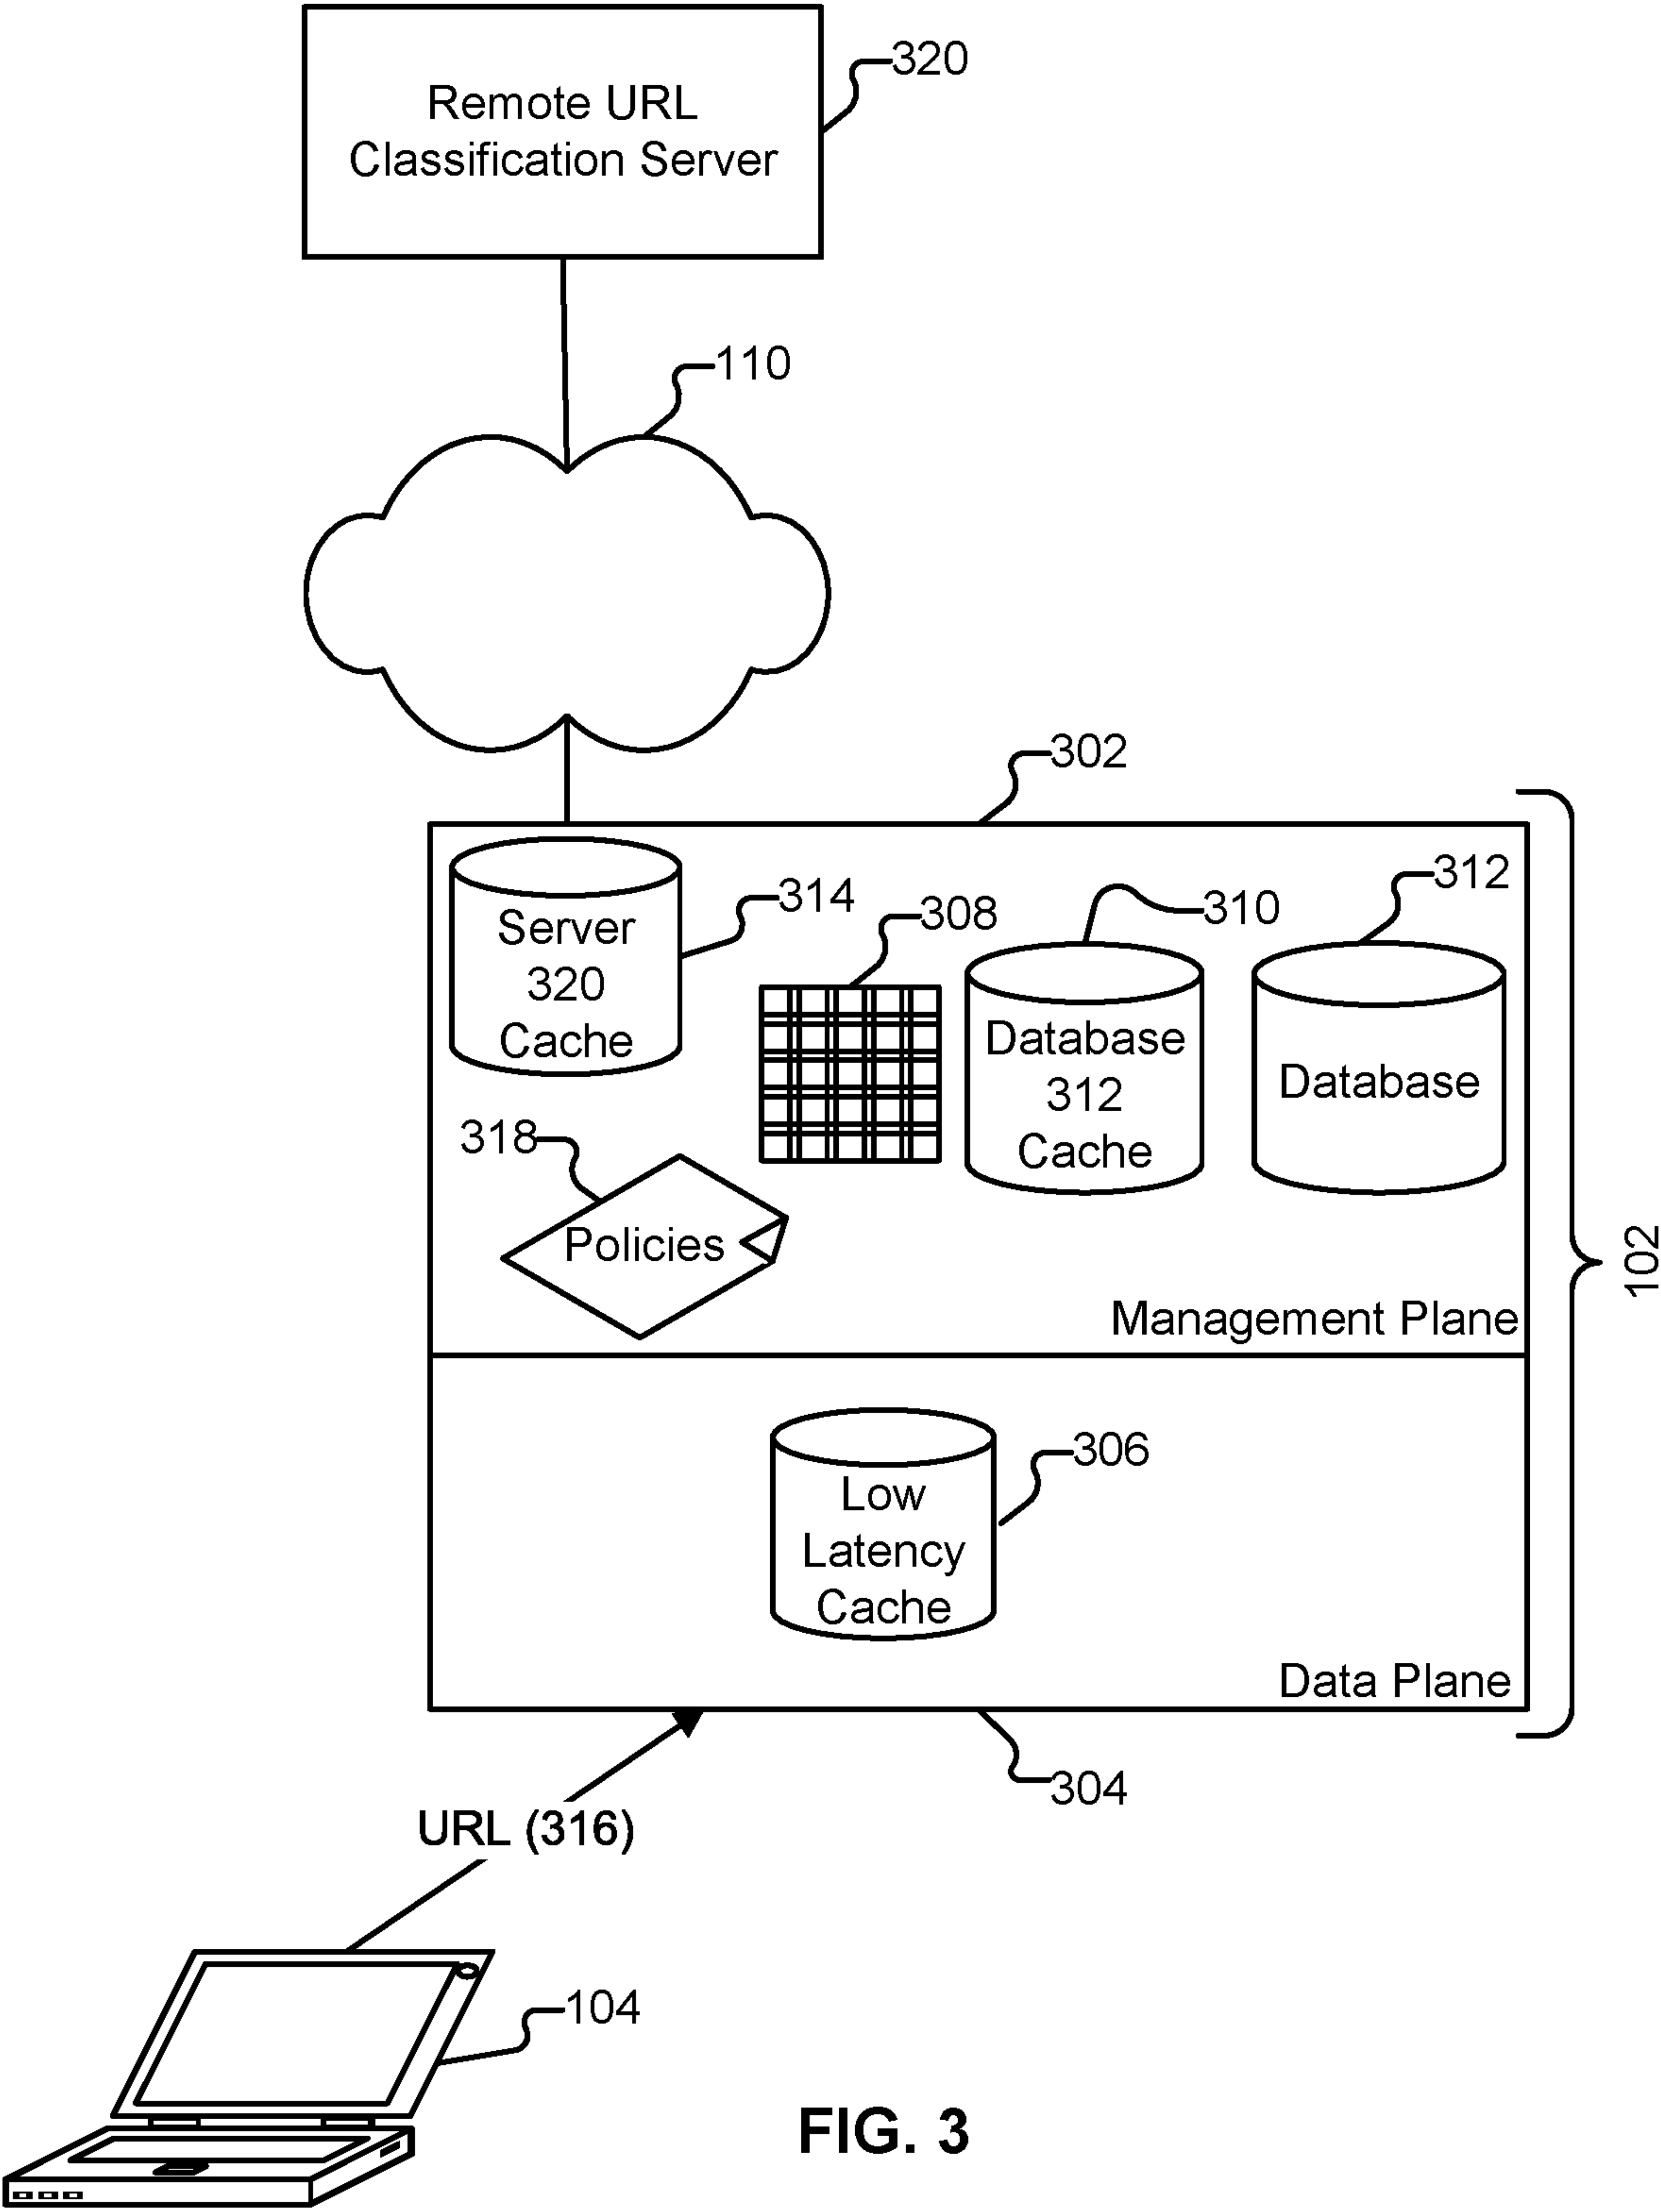 320
Remote URL
Classification Server
110
302
312
314
310
308
Server
320
Cache
Database
312
Cache
Database
318
Policies
102
Management Plane
306
Low
Latency
Cache
Data Plane
304
URL (316)
104
FIG. 3